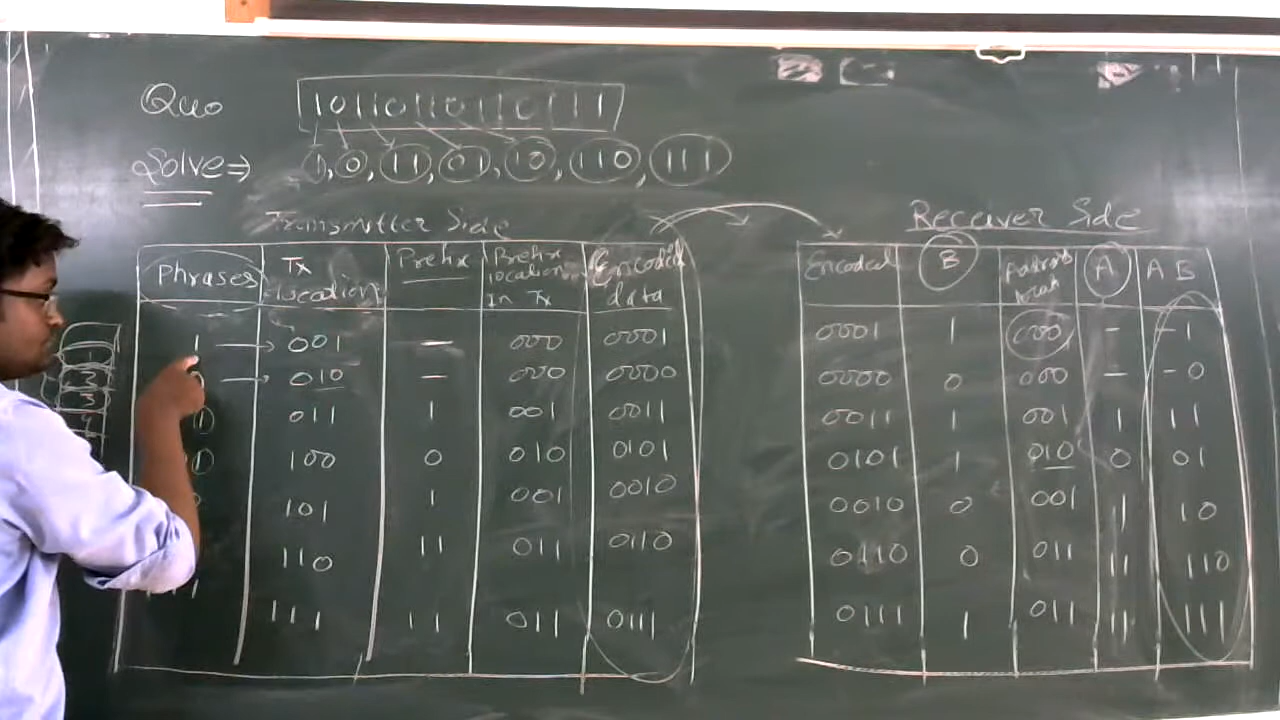 Quo 1011011011011 1
Solve ⇒ 1, 0, 11, 01, 10, 110, 111
Transmitter Side
Phrases Tx location Prefix Prefix location In Tx Encoded data
1 → 001 — 000 0001
→ 010 — 000 0000
011 1 001 0011
100 0 010 0101
101 1 001 0010
110 11 011 0110
111 11 011 0111
Reciver Side
Encoded B A A B
0001 1 000 - - 1
0000 0 000 - - 0
0011 1 001 1 11
0101 1 010 0 01
0010 0 001 1 10
0110 0 011 11 110
0111 1 011 11 111